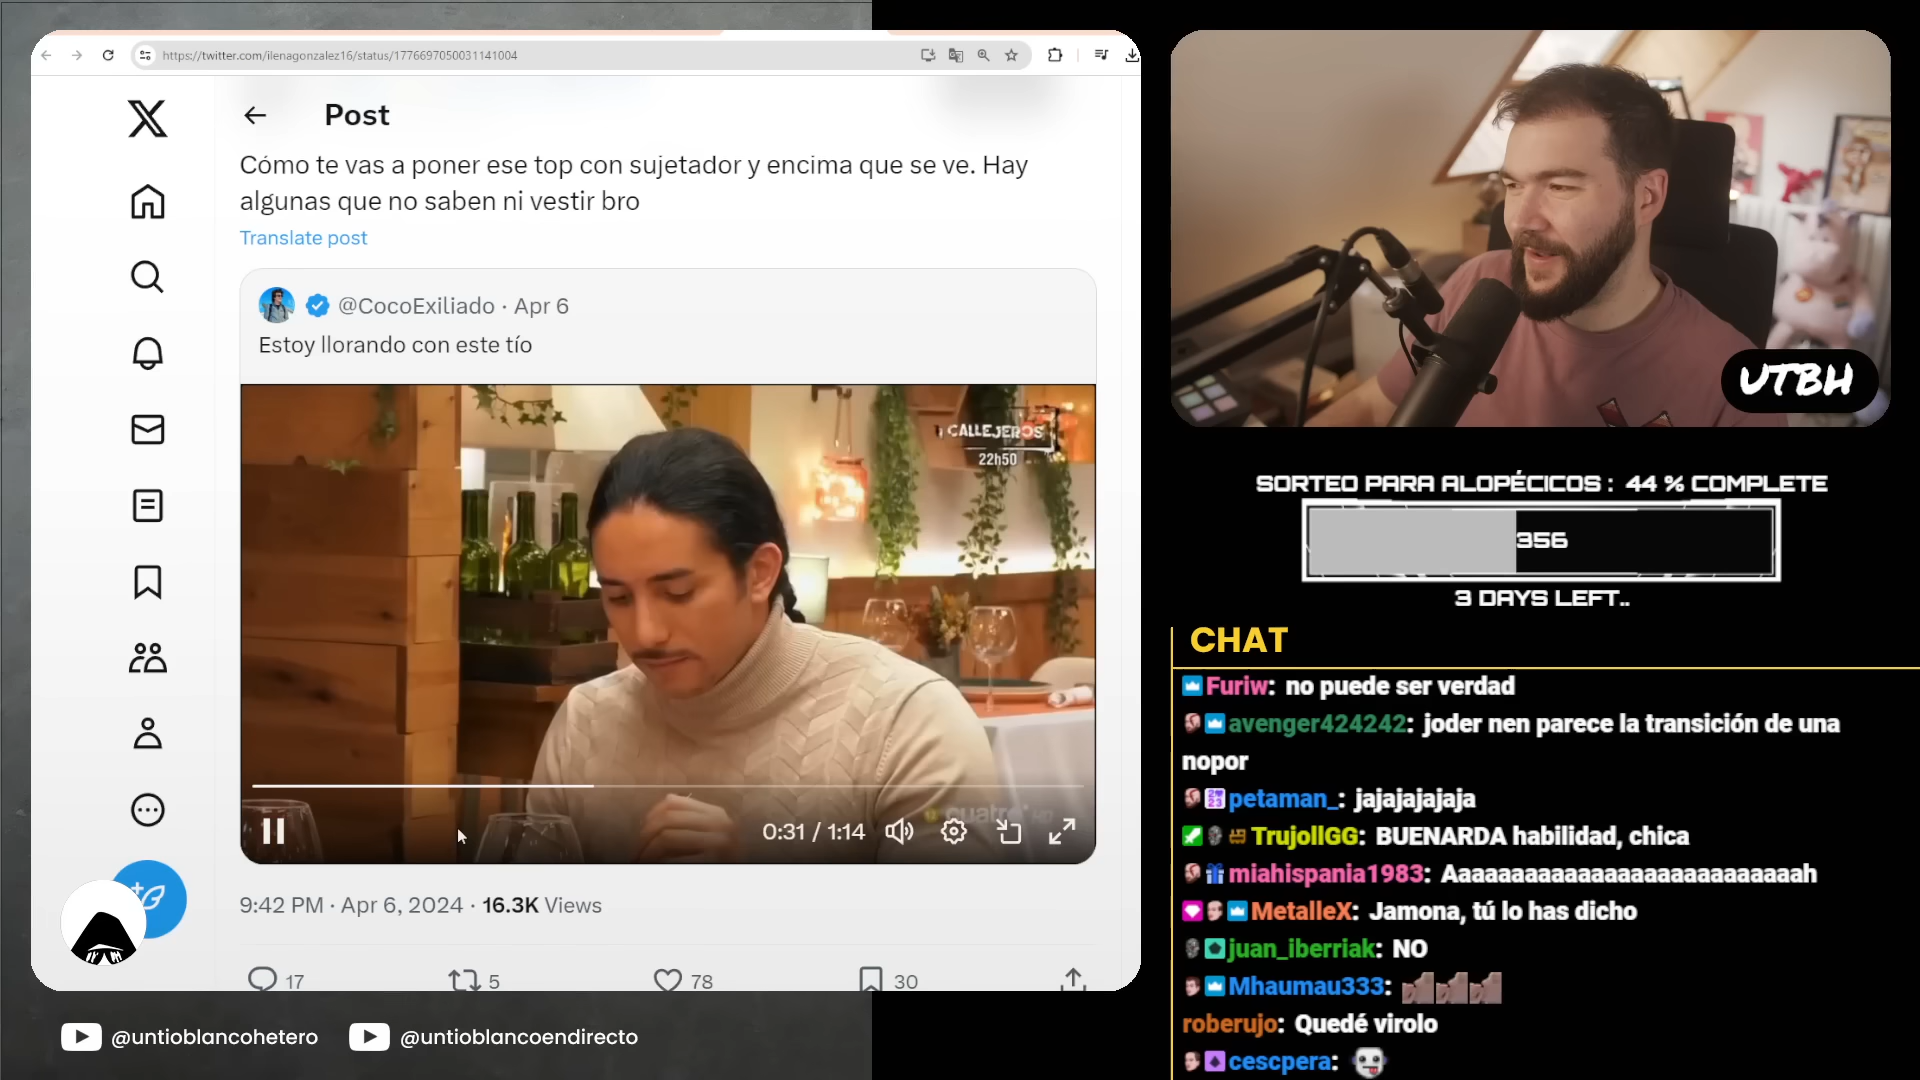 https://twitter.com/ilenagonzalez16/status/1776697050031141004
Post
Cómo te vas a poner ese top con sujetador y encima que se ve. Hay
algunas que no saben ni vestir bro
Translate post
@CocoExiliado · Apr 6
Estoy llorando con este tío
CALLEJEROS
22h50
cuatro HD
0:31 / 1:14
9:42 PM · Apr 6, 2024 · 16.3K Views
17
5
78
30
@untioblancohetero
@untioblancoendirecto
UTBH
SORTEO PARA ALOPÉCICOS : 44 % COMPLETE
356
3 DAYS LEFT..
CHAT
Furiw: no puede ser verdad
avenger424242: joder nen parece la transición de una
nopor
petaman_: jajajajajaja
TrujollGG: BUENARDA habilidad, chica
miahispania1983: Aaaaaaaaaaaaaaaaaaaaaaaaaaah
MetalleX: Jamona, tú lo has dicho
juan_iberriak: NO
Mhaumau333:
roberujo: Quedé virolo
cescpera: